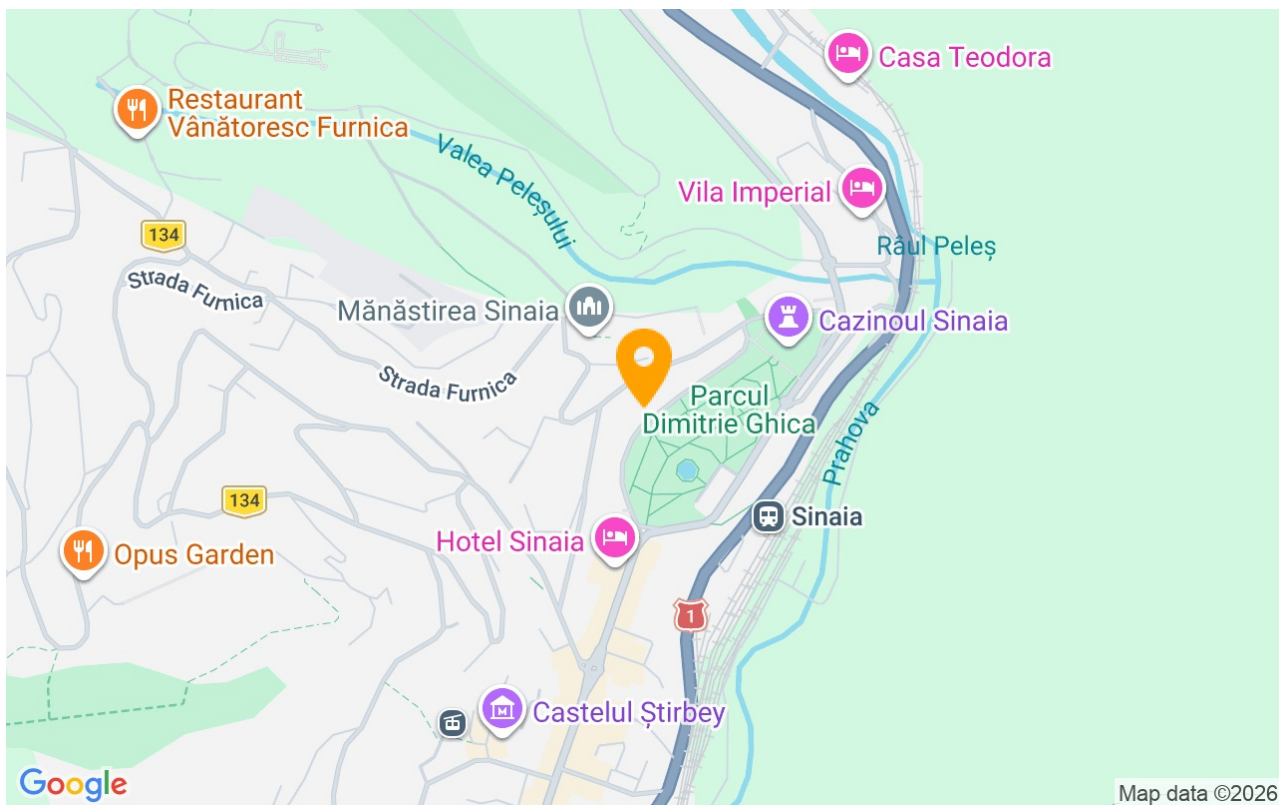 Casa Teodora
Restaurant
Vânătoresc Furnica
Valea Peleșului
Vila Imperial
134
Râul Peleș
Strada Furnica
Mănăstirea Sinaia
Cazinoul Sinaia
Strada Furnica
Parcul
Dimitrie Ghica
Prahova
134
Sinaia
Hotel Sinaia
Opus Garden
1
M
Castelul Știrbey
Google
Map data ©2026